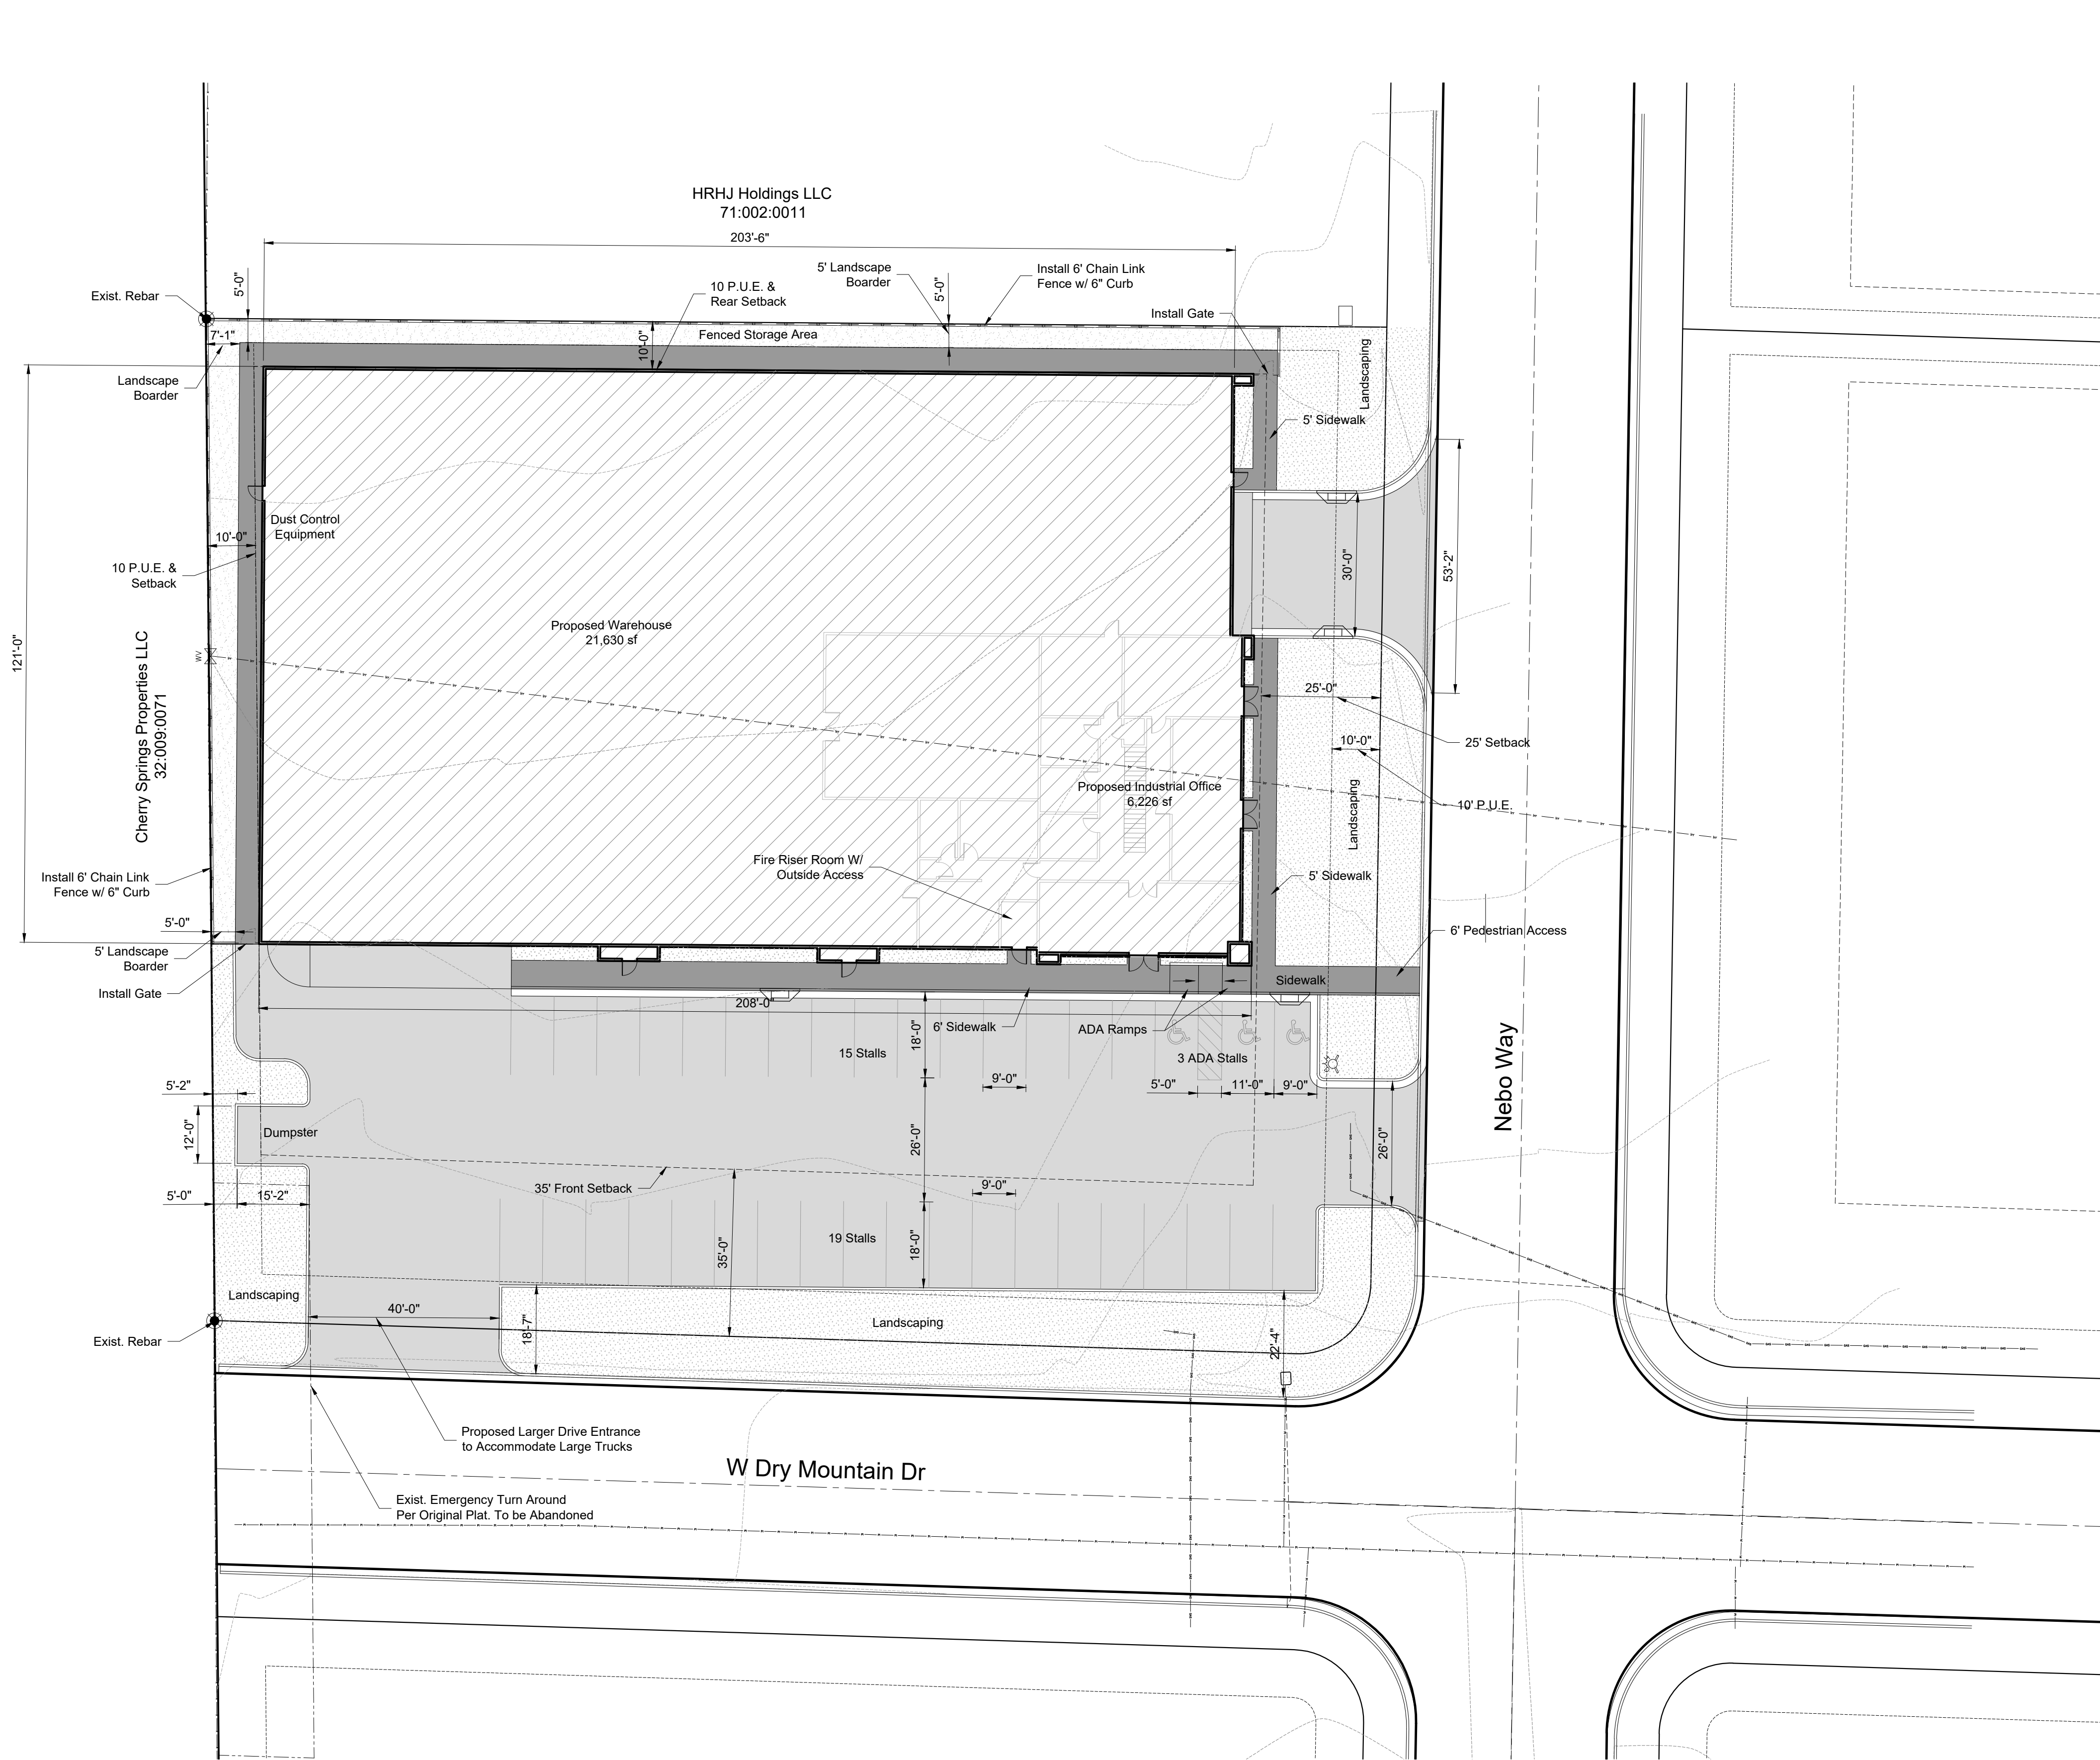 HRHJ Holdings LLC
71:002:0011
203'-6"
5'-0"
5' Landscape
Boarder
5'-0"
Install 6' Chain Link
Fence w/ 6" Curb
10 P.U.E. &
Rear Setback
Exist. Rebar
Install Gate
7'-1"
10'-0"
Fenced Storage Area
Landscaping
Landscape
Boarder
5' Sidewalk
Dust Control
Equipment
10'-0"
10 P.U.E. &
Setback
30'-0"
53'-2"
Proposed Warehouse
21,630 sf
121'-0"
Cherry Springs Properties LLC
32:009:0071
WV
25'-0"
25' Setback
10'-0"
Proposed Industrial Office
6,226 sf
10' P.U.E.
Landscaping
Fire Riser Room W/
Outside Access
5' Sidewalk
Install 6' Chain Link
Fence w/ 6" Curb
5'-0"
6' Pedestrian Access
5' Landscape
Boarder
Install Gate
Sidewalk
208'-0"
6' Sidewalk
ADA Ramps
18'-0"
15 Stalls
3 ADA Stalls
9'-0"
5'-0"
11'-0"
9'-0"
5'-2"
12'-0"
Dumpster
26'-0"
26'-0"
Nebo Way
35' Front Setback
9'-0"
5'-0"
15'-2"
19 Stalls
18'-0"
35'-0"
Landscaping
40'-0"
18'-7"
Landscaping
22'-4"
Exist. Rebar
Proposed Larger Drive Entrance
to Accommodate Large Trucks
W Dry Mountain Dr
Exist. Emergency Turn Around
Per Original Plat. To be Abandoned